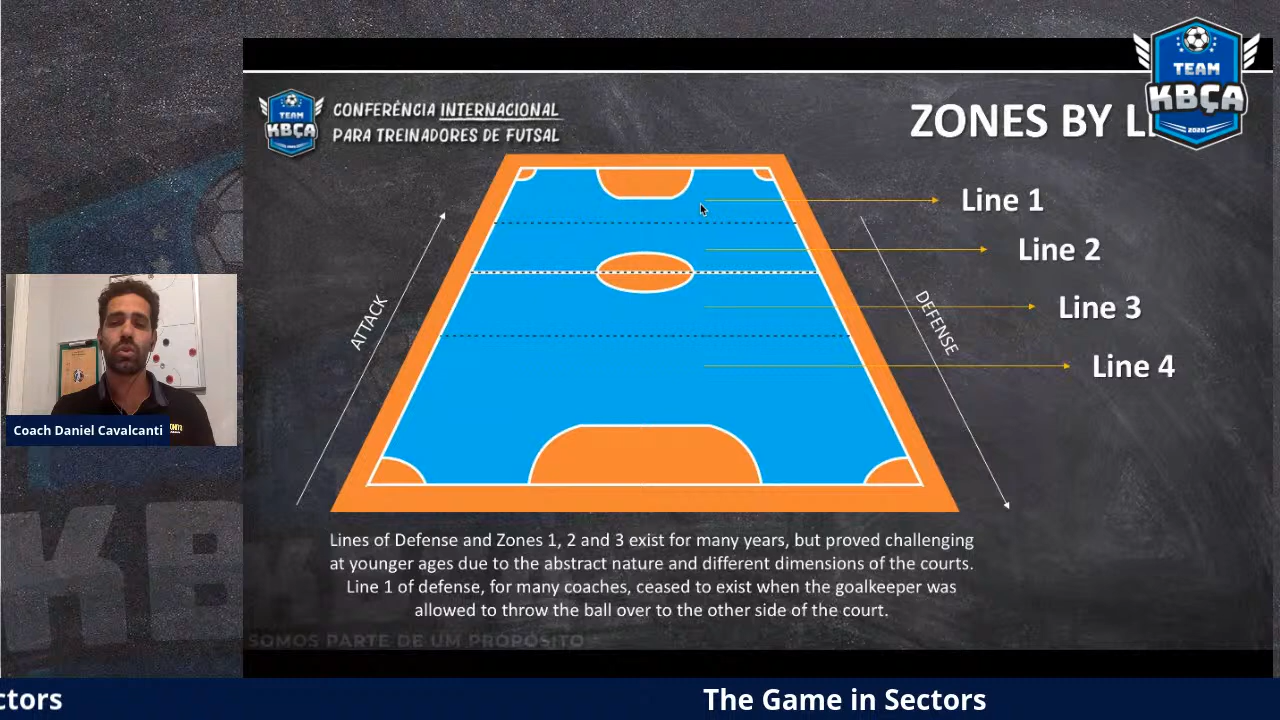 TEAM
KBÇA
2020
TEAM
KBÇA
CONFERÊNCIA INTERNACIONAL
PARA TREINADORES DE FUTSAL
ZONES BY L
Line 1
Line 2
Line 3
Line 4
ATTACK
DEFENSE
Coach Daniel Cavalcanti
Lines of Defense and Zones 1, 2 and 3 exist for many years, but proved challenging
at younger ages due to the abstract nature and different dimensions of the courts.
Line 1 of defense, for many coaches, ceased to exist when the goalkeeper was
allowed to throw the ball over to the other side of the court.
SOMOS PARTE DE UM PROPÓSITO
KB
ctors
The Game in Sectors